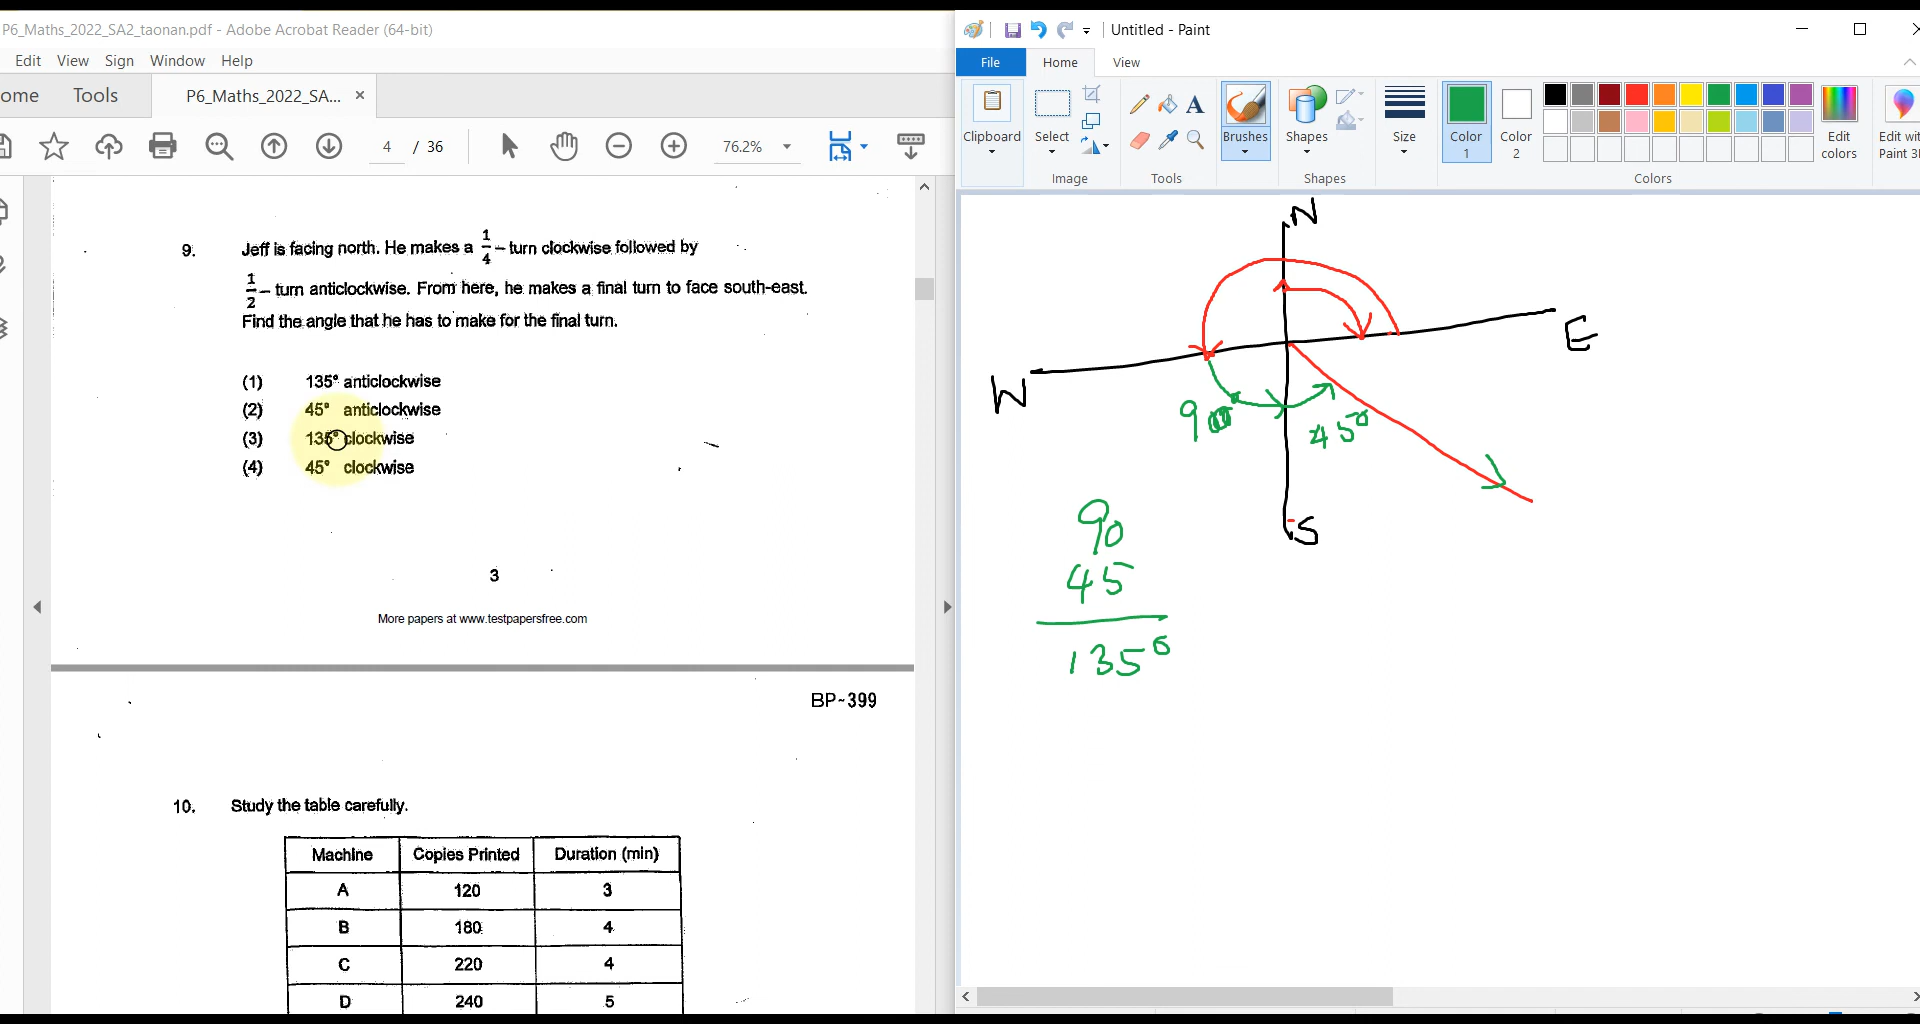 P6_Maths_2022_SA2_taonan.pdf - Adobe Acrobat Reader (64-bit)
Edit View Sign Window Help
ome Tools P6_Maths_2022_SA... ×
4 / 36 76.2%
9. Jeff is facing north. He makes a 1/4 – turn clockwise followed by
1/2 – turn anticlockwise. From here, he makes a final turn to face south-east.
Find the angle that he has to make for the final turn.
(1) 135° anticlockwise
(2) 45° anticlockwise
(3) 135° clockwise
(4) 45° clockwise
3
More papers at www.testpapersfree.com
BP~399
10. Study the table carefully.
Machine Copies Printed Duration (min)
A 120 3
B 180 4
C 220 4
D 240 5
Untitled - Paint
File Home View
Clipboard Select Brushes Shapes Size Color 1 Color 2 Edit colors Edit wit Paint 3
Image Tools Shapes Colors
N
E
W
90° 45°
S
90
45
135°